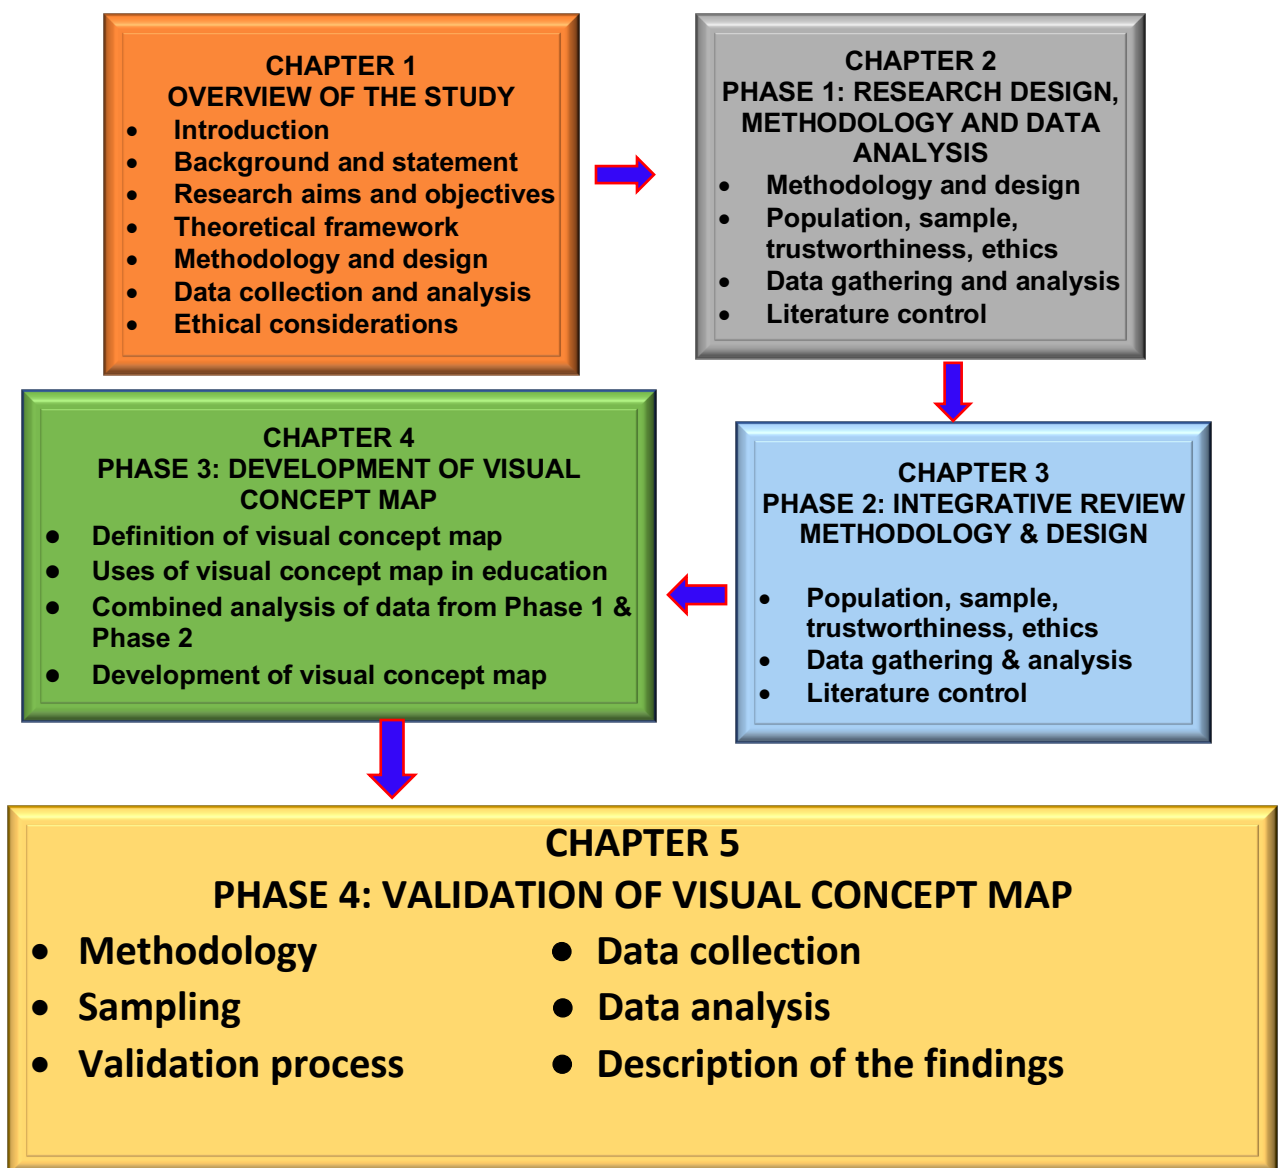 CHAPTER 1
OVERVIEW OF THE STUDY
• Introduction
• Background and statement
• Research aims and objectives
• Theoretical framework
• Methodology and design
• Data collection and analysis
• Ethical considerations
CHAPTER 2
PHASE 1: RESEARCH DESIGN,
METHODOLOGY AND DATA
ANALYSIS
• Methodology and design
• Population, sample,
trustworthiness, ethics
• Data gathering and analysis
• Literature control
CHAPTER 3
PHASE 2: INTEGRATIVE REVIEW
METHODOLOGY & DESIGN
• Population, sample,
trustworthiness, ethics
• Data gathering & analysis
• Literature control
CHAPTER 4
PHASE 3: DEVELOPMENT OF VISUAL
CONCEPT MAP
• Definition of visual concept map
• Uses of visual concept map in education
• Combined analysis of data from Phase 1 &
Phase 2
• Development of visual concept map
CHAPTER 5
PHASE 4: VALIDATION OF VISUAL CONCEPT MAP
• Methodology
• Sampling
• Validation process
• Data collection
• Data analysis
• Description of the findings